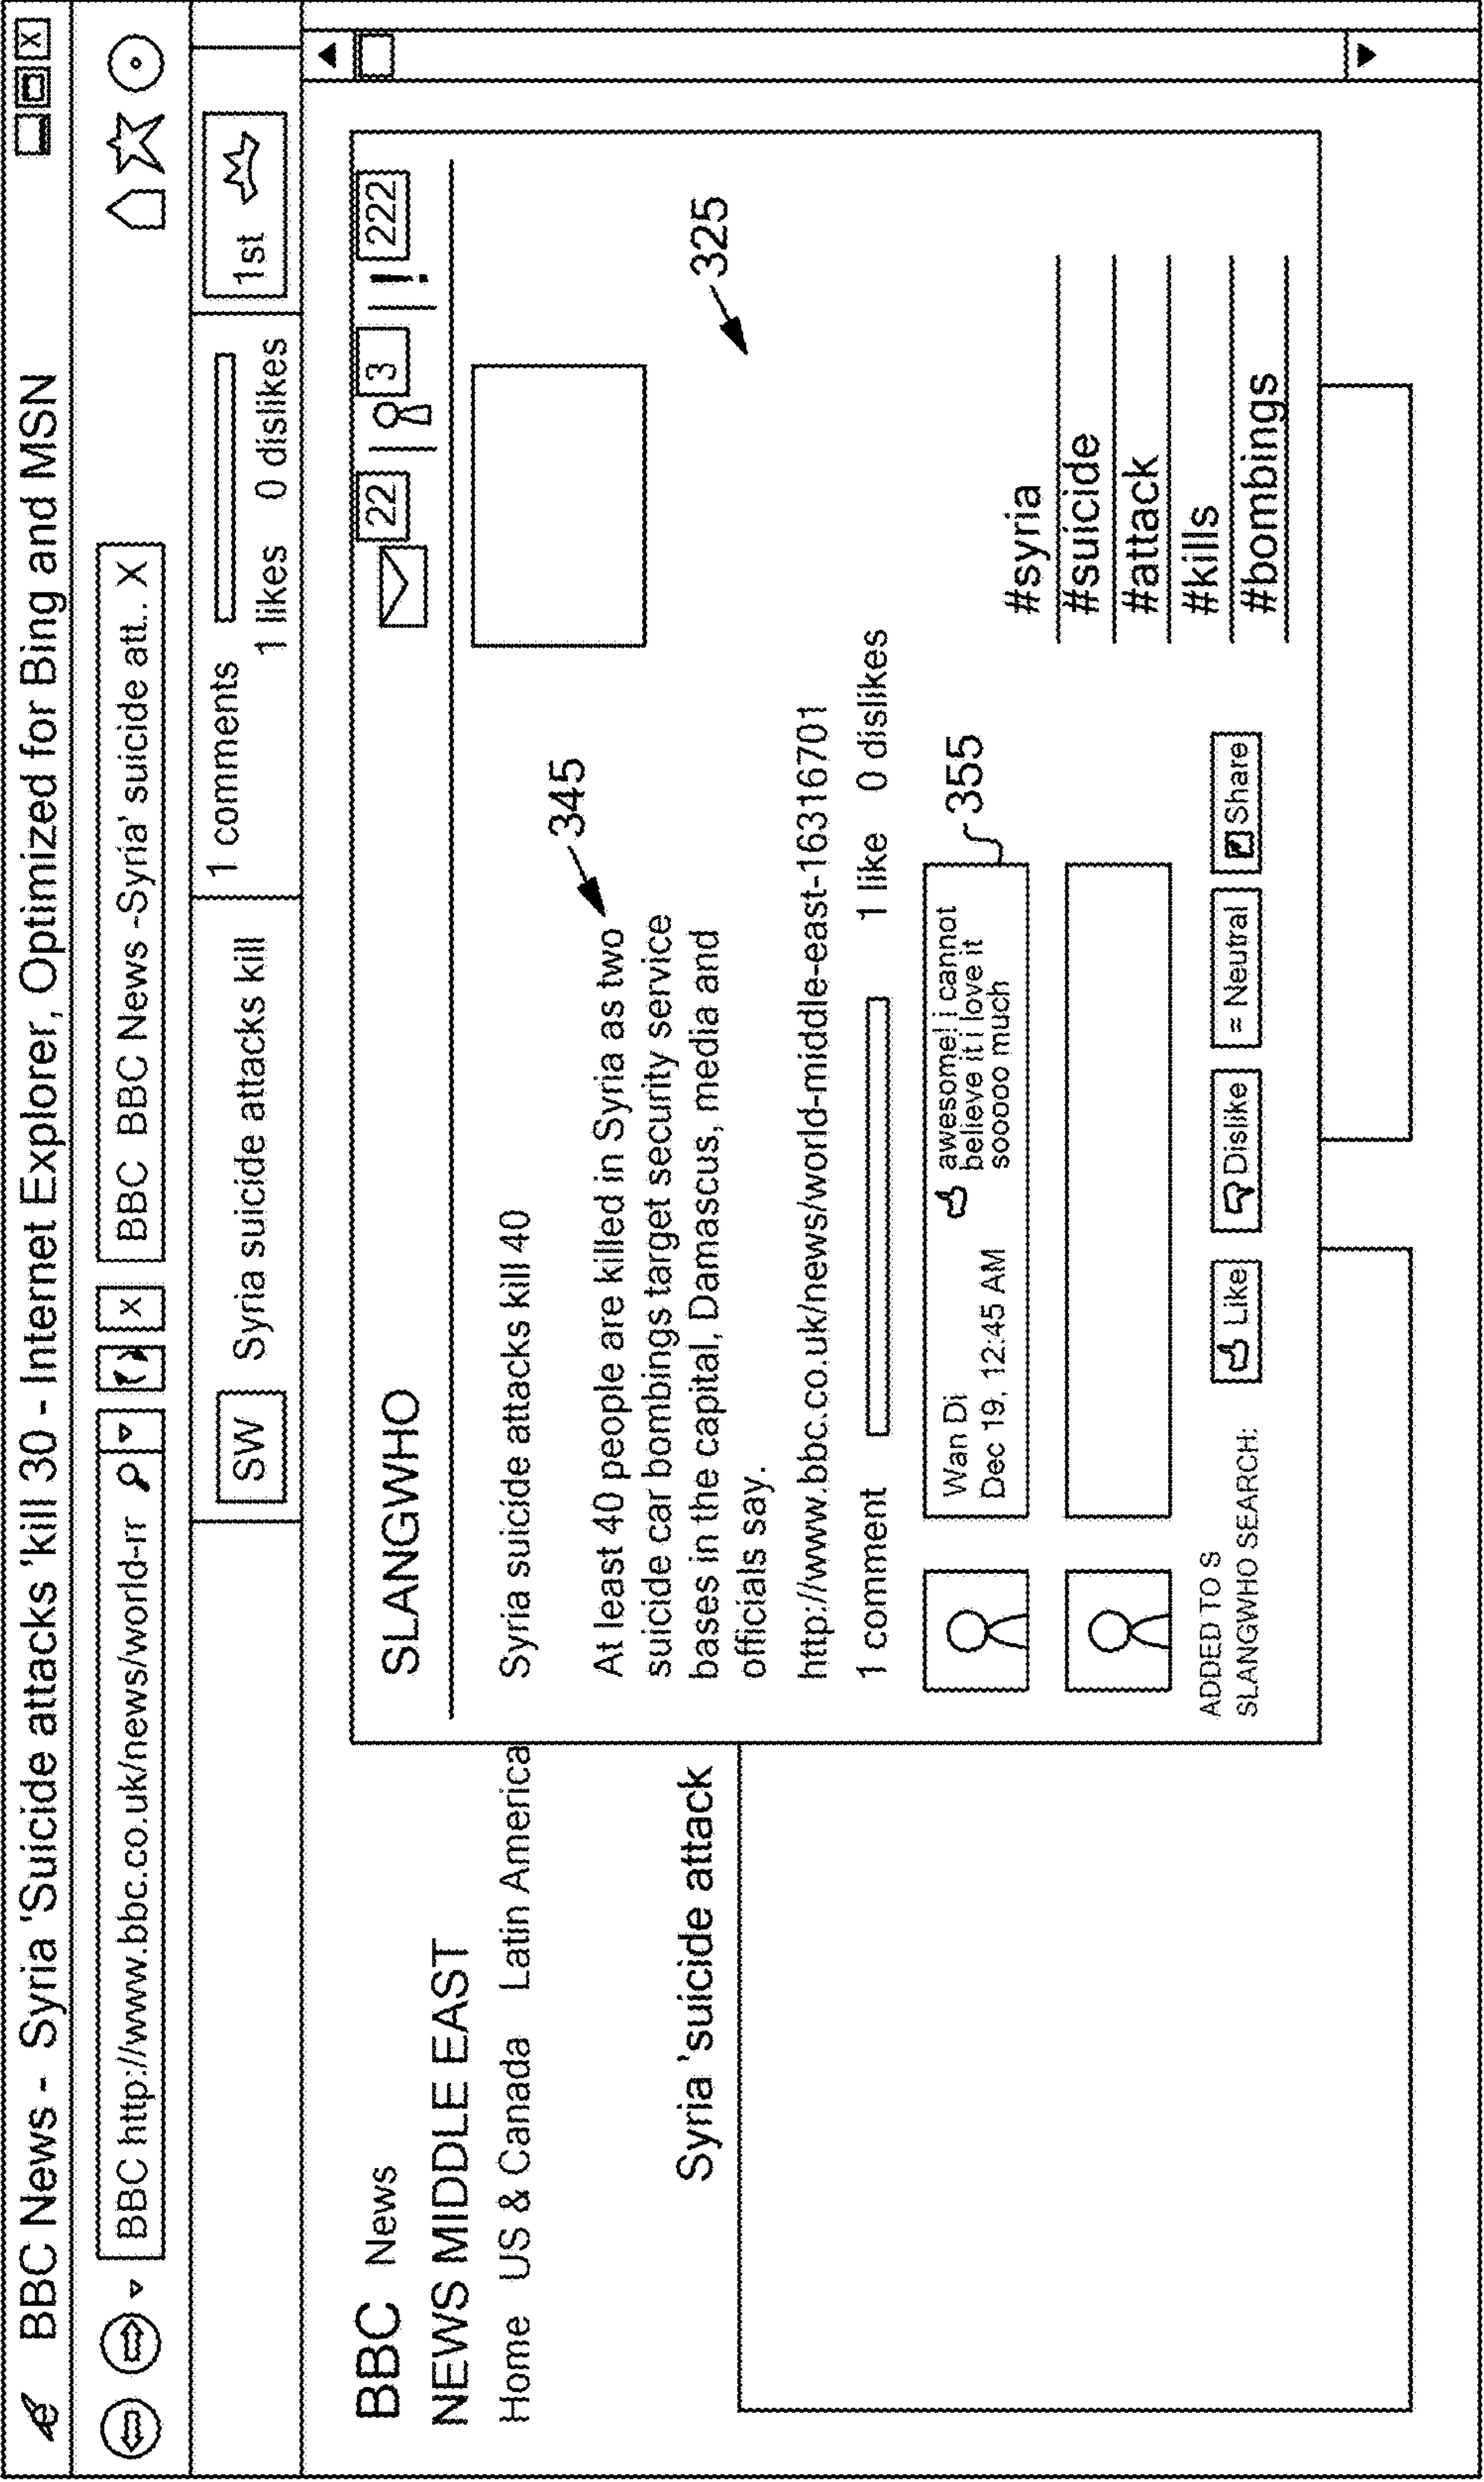 BBC News - Syria 'Suicide attacks 'kill 30 - Internet Explorer, Optimized for Bing and MSN
X
BBC http://www.bbc.co.uk/news/world-rr
X
BBC BBC News -Syria' suicide att.. X
SW
Syria suicide attacks kill
1 comments
1 likes 0 dislikes
1st
BBC News
NEWS MIDDLE EAST
Home US & Canada Latin America
Syria 'suicide attack
SLANGWHO
22
3
! 222
Syria suicide attacks kill 40
345
At least 40 people are killed in Syria as two
suicide car bombings target security service
bases in the capital, Damascus, media and
officials say.
325
http://www.bbc.co.uk/news/world-middle-east-16316701
1 comment
1 like 0 dislikes
Wan Di
Dec 19, 12:45 AM
awesome! i cannot
believe it i love it
soooo much
355
ADDED TO S
SLANGWHO SEARCH:
Like
Dislike
= Neutral
Share
#syria
#suicide
#attack
#kills
#bombings